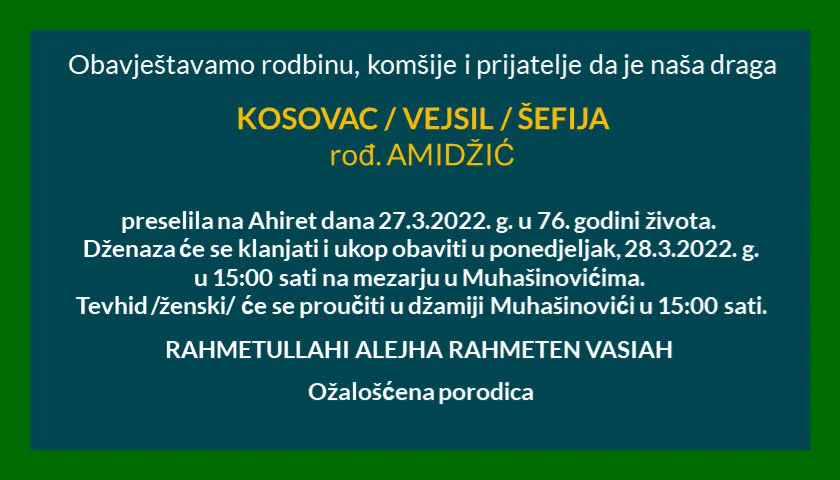 Obavještavamo rodbinu, komšije i prijatelje da je naša draga
KOSOVAC / VEJSIL / ŠEFIJA
rođ. AMIDŽIĆ
preselila na Ahiret dana 27.3.2022. g. u 76. godini života.
Dženaza će se klanjati i ukop obaviti u ponedjeljak, 28.3.2022. g.
u 15:00 sati na mezarju u Muhašinovićima.
Tevhid /ženski/ će se proučiti u džamiji Muhašinovići u 15:00 sati.
RAHMETULLAHI ALEJHA RAHMETEN VASIAH
Ožalošćena porodica